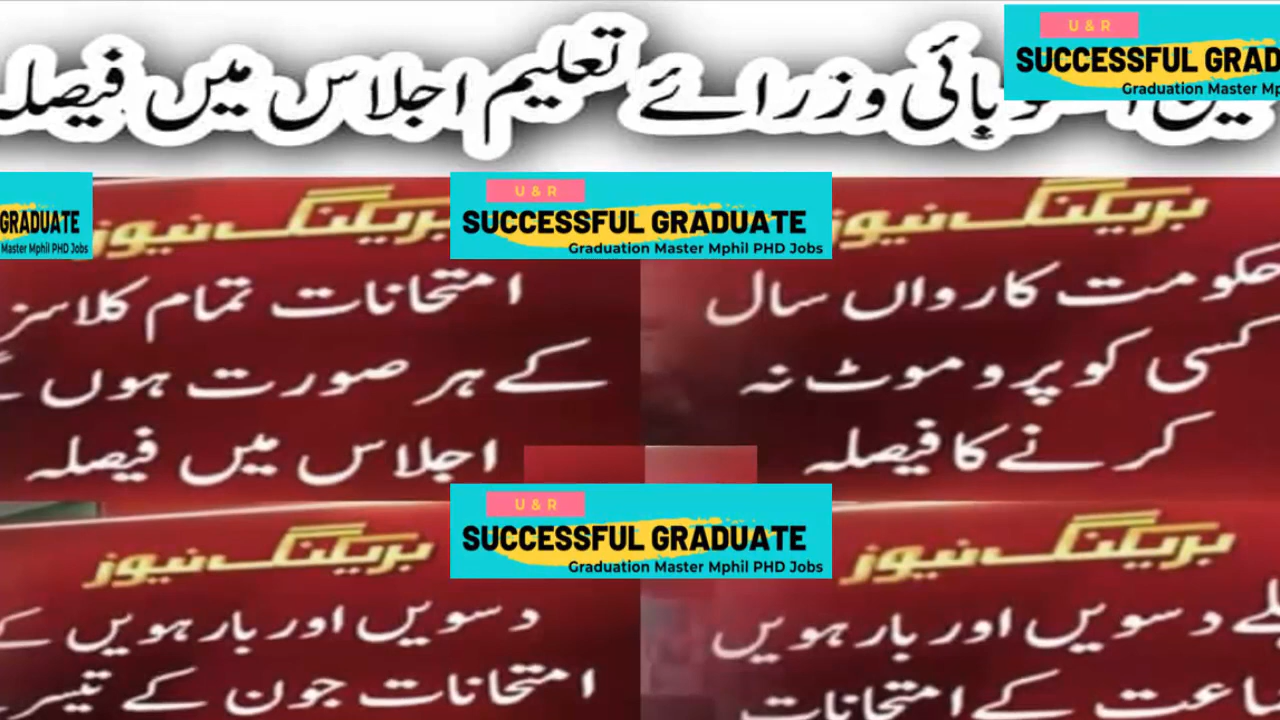 U & R
SUCCESSFUL GRAD
Graduation Master Mp
وزرائے تعلیم اجلاس میں فیصلہ
بریکنگ نیوز
حکومت کا رواں سال
کسی کو پروموٹ نہ
کرنے کا فیصلہ
U & R
SUCCESSFUL GRADUATE
Graduation Master Mphil PHD Jobs
بریکنگ نیوز
امتحانات تمام کلاسز
کے ہر صورت ہوں
اجلاس میں فیصلہ
GRADUATE
Master Mphil PHD Jobs
بریکنگ نیوز
دسویں اور بارہویں
کے امتحانات
U & R
SUCCESSFUL GRADUATE
Graduation Master Mphil PHD Jobs
بریکنگ نیوز
دسویں اور بارہویں کے
امتحانات جون کے تیسرے